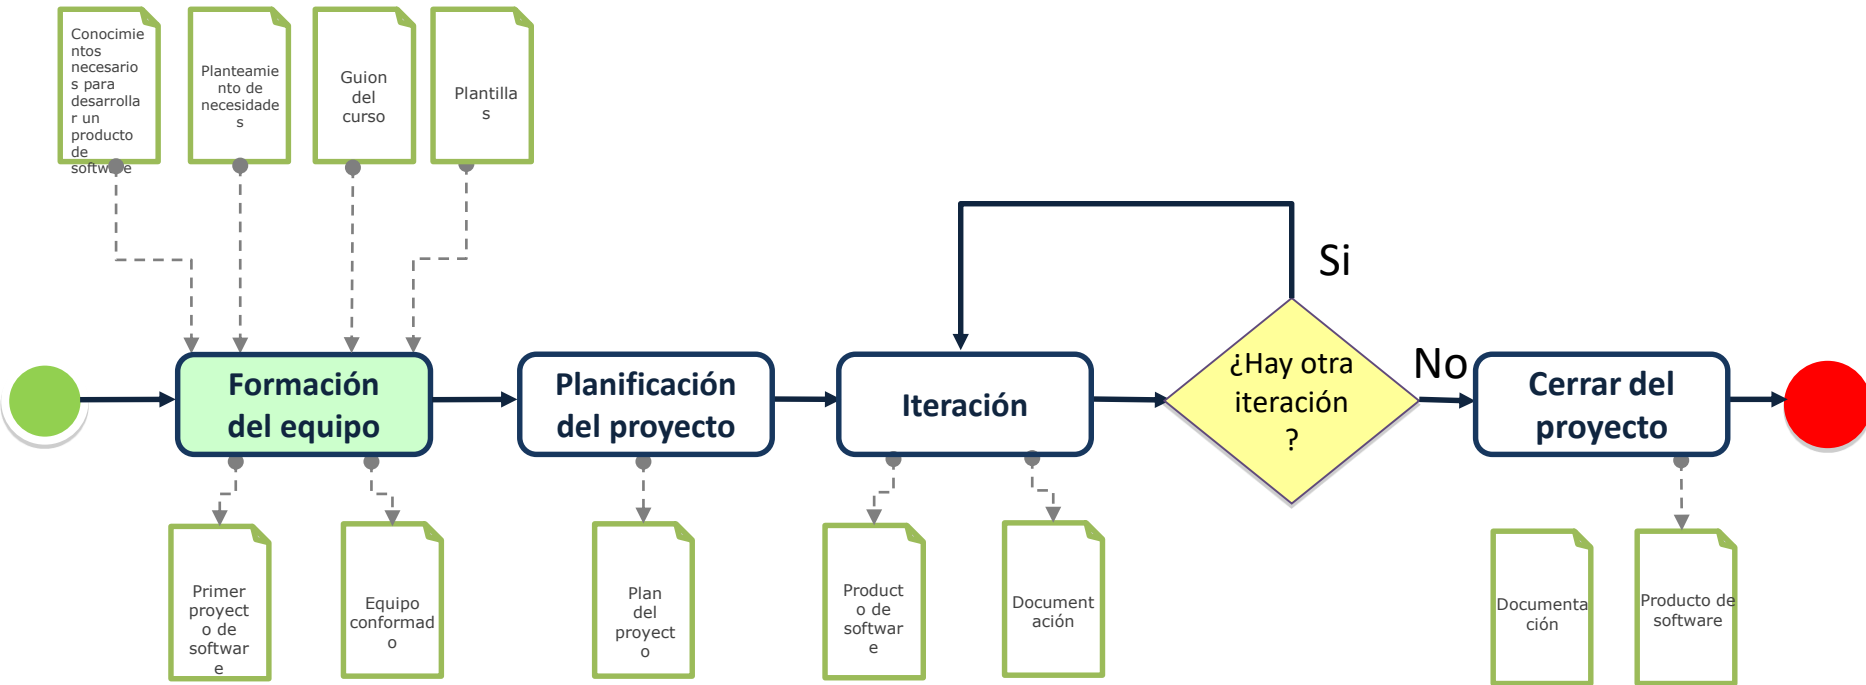 Conocimie
ntos
necesario
s para
desarrolla
r un
producto
de
software
Planteamie
nto de
necesidade
s
Guion
del
curso
Plantilla
s
Si
Formación
del equipo
Planificación
del proyecto
Iteración
¿Hay otra
iteración
?
No
Cerrar del
proyecto
Primer
proyect
o de
softwar
e
Equipo
conformad
o
Plan
del
proyect
o
Product
o de
softwar
e
Document
ación
Documenta
ción
Producto de
software